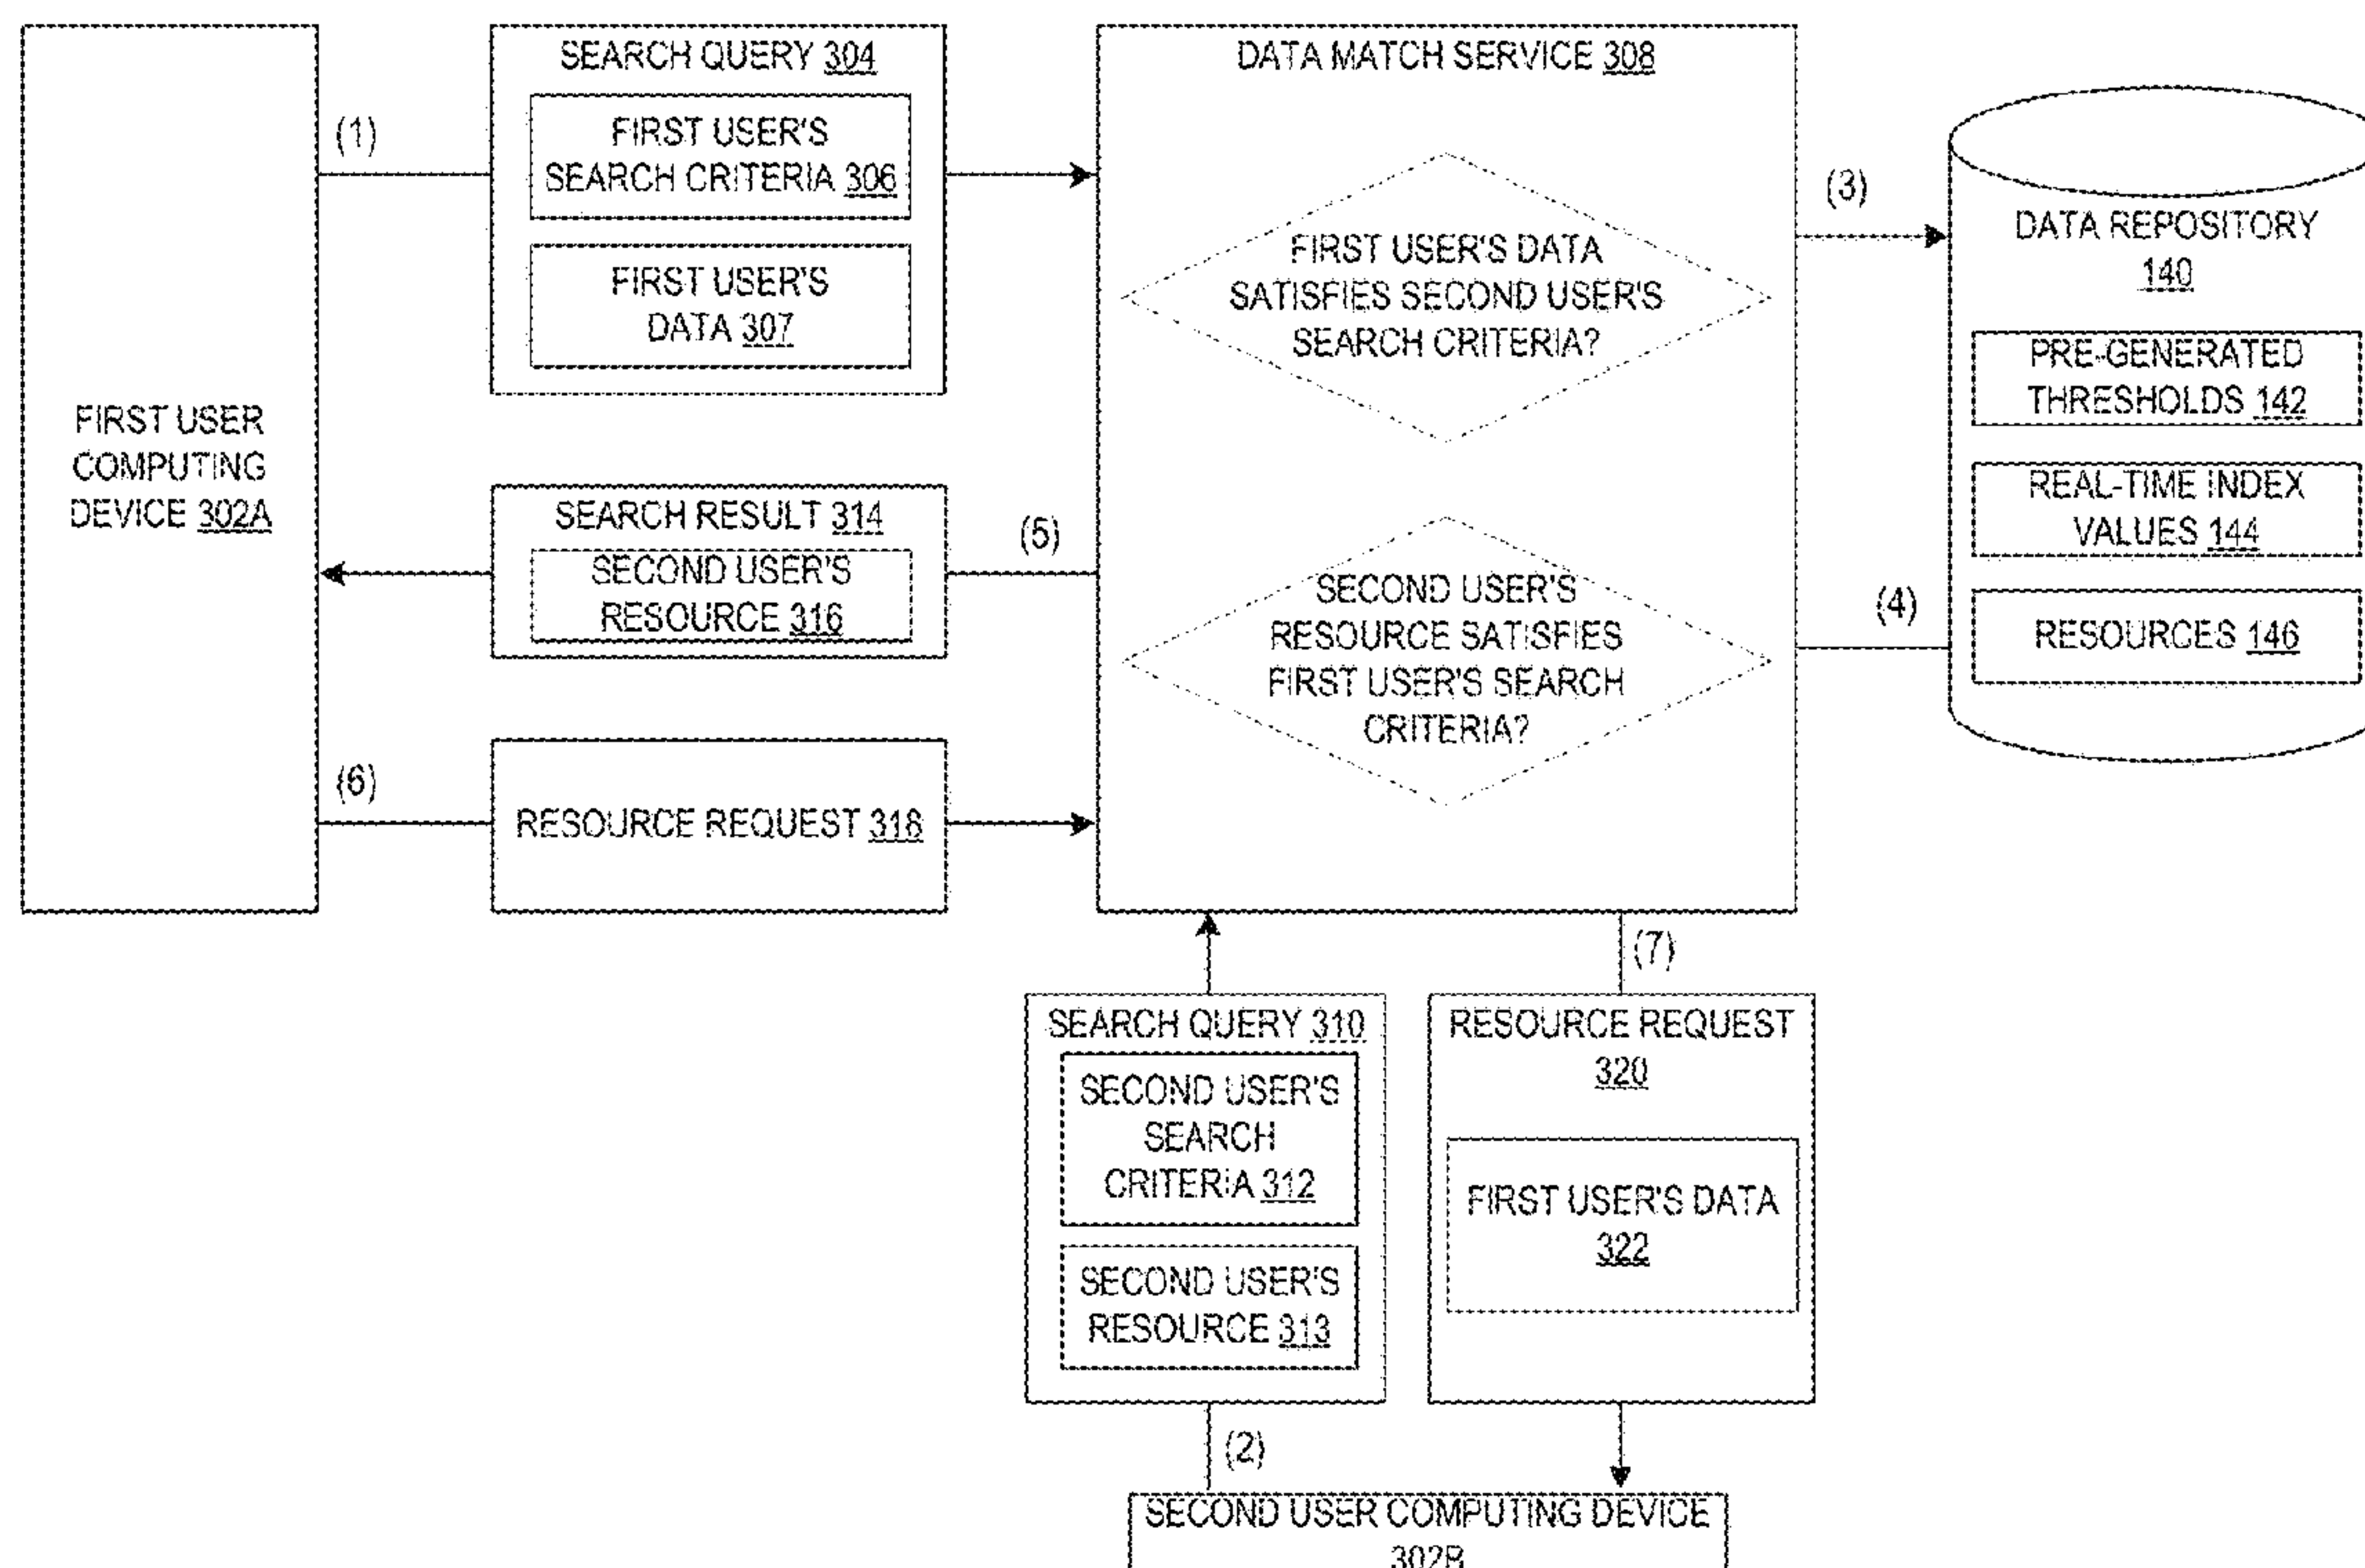 FIRST USER
COMPUTING
DEVICE 302A
(1)
SEARCH QUERY 304
FIRST USER'S
SEARCH CRITERIA 306
FIRST USER'S
DATA 307
SEARCH RESULT 314
SECOND USER'S
RESOURCE 316
(5)
(6)
RESOURCE REQUEST 318
DATA MATCH SERVICE 308
FIRST USER'S DATA
SATISFIES SECOND USER'S
SEARCH CRITERIA?
SECOND USER'S
RESOURCE SATISFIES
FIRST USER'S SEARCH
CRITERIA?
(3)
(4)
DATA REPOSITORY
140
PRE-GENERATED
THRESHOLDS 142
REAL-TIME INDEX
VALUES 144
RESOURCES 146
(7)
SEARCH QUERY 310
SECOND USER'S
SEARCH
CRITERIA 312
SECOND USER'S
RESOURCE 313
RESOURCE REQUEST
320
FIRST USER'S DATA
322
(2)
SECOND USER COMPUTING DEVICE
302B